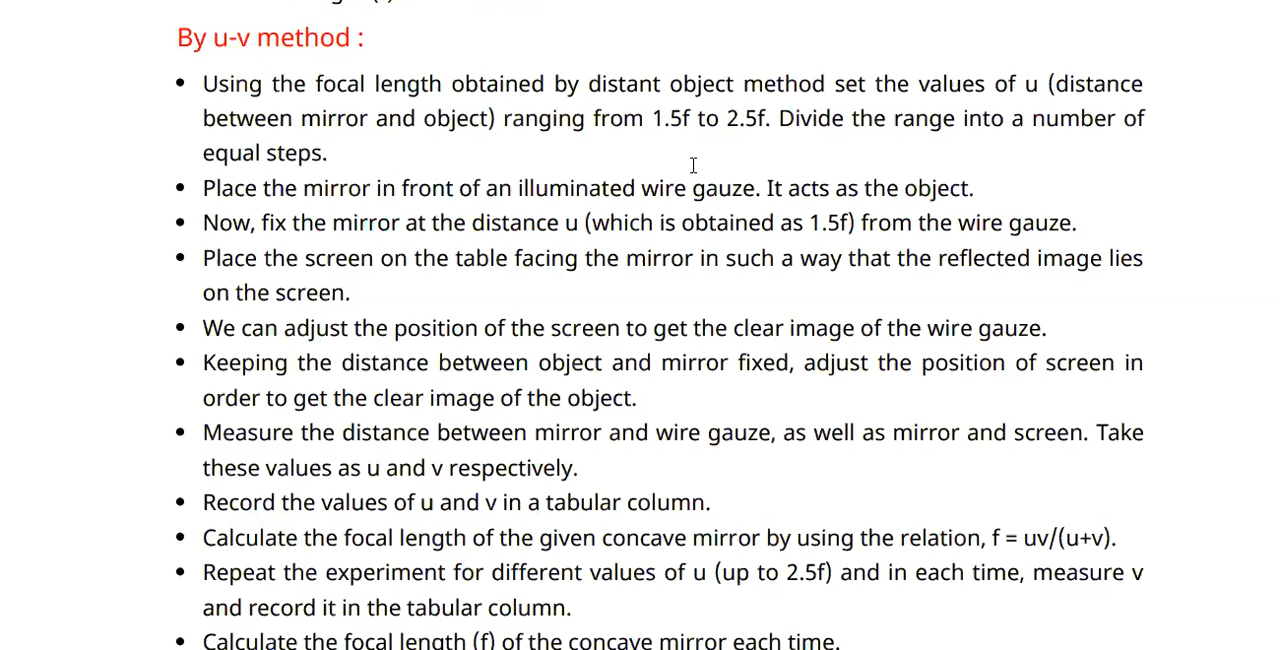 By u-v method :
• Using the focal length obtained by distant object method set the values of u (distance
between mirror and object) ranging from 1.5f to 2.5f. Divide the range into a number of
equal steps.
• Place the mirror in front of an illuminated wire gauze. It acts as the object.
• Now, fix the mirror at the distance u (which is obtained as 1.5f) from the wire gauze.
• Place the screen on the table facing the mirror in such a way that the reflected image lies
on the screen.
• We can adjust the position of the screen to get the clear image of the wire gauze.
• Keeping the distance between object and mirror fixed, adjust the position of screen in
order to get the clear image of the object.
• Measure the distance between mirror and wire gauze, as well as mirror and screen. Take
these values as u and v respectively.
• Record the values of u and v in a tabular column.
• Calculate the focal length of the given concave mirror by using the relation, f = uv/(u+v).
• Repeat the experiment for different values of u (up to 2.5f) and in each time, measure v
and record it in the tabular column.
• Calculate the focal length (f) of the concave mirror each time.